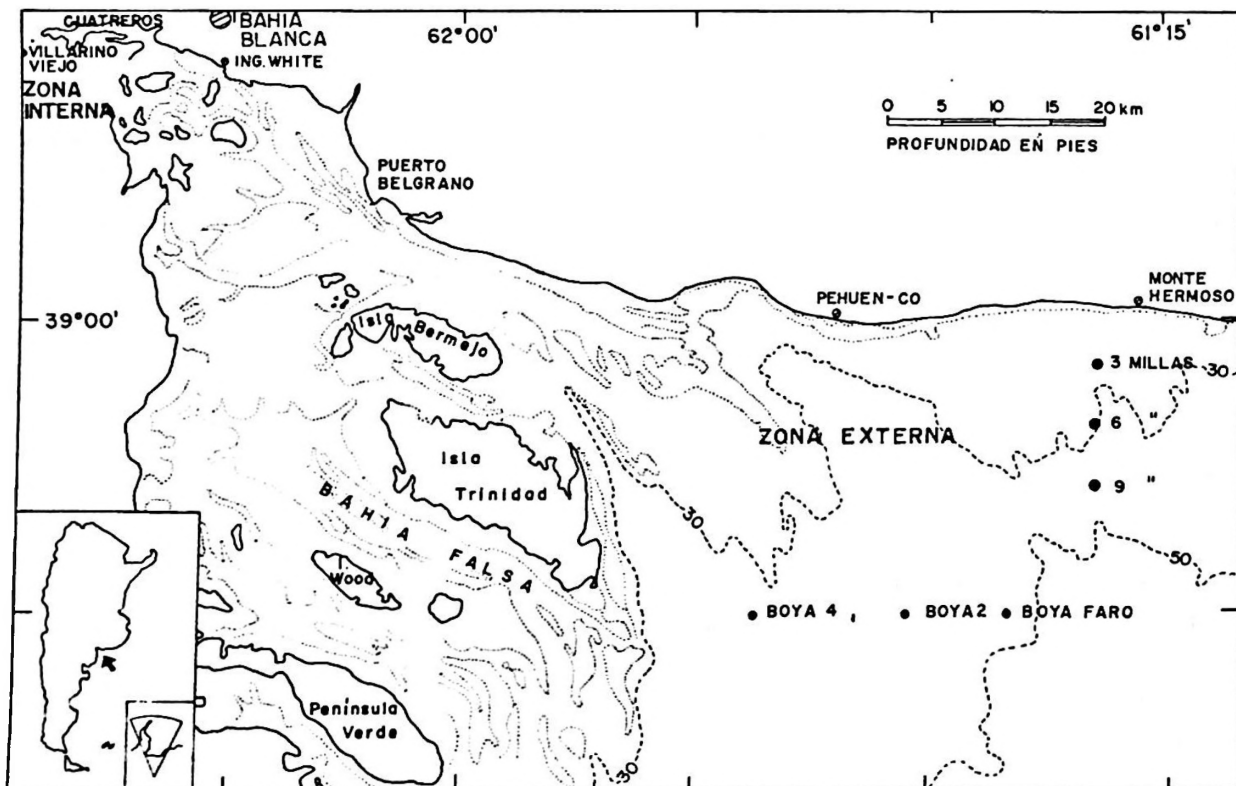 CUATREROS
BAHIA
BLANCA
62°00'
61°15'
VILLARINO
VIEJO
ING. WHITE
ZONA
INTERNA
0 5 10 15 20 km
PROFUNDIDAD EN PIES
PUERTO
BELGRANO
MONTE
HERMOSO
PEHUEN-CO
39°00'
Isla
Bermejo
3 MILLAS
30
6 "
ZONA EXTERNA
Isla
Trinidad
9 "
BAHIA
FALSA
30
50
I.
Wood
BOYA 4
BOYA 2
BOYA FARO
Península
Verde
30